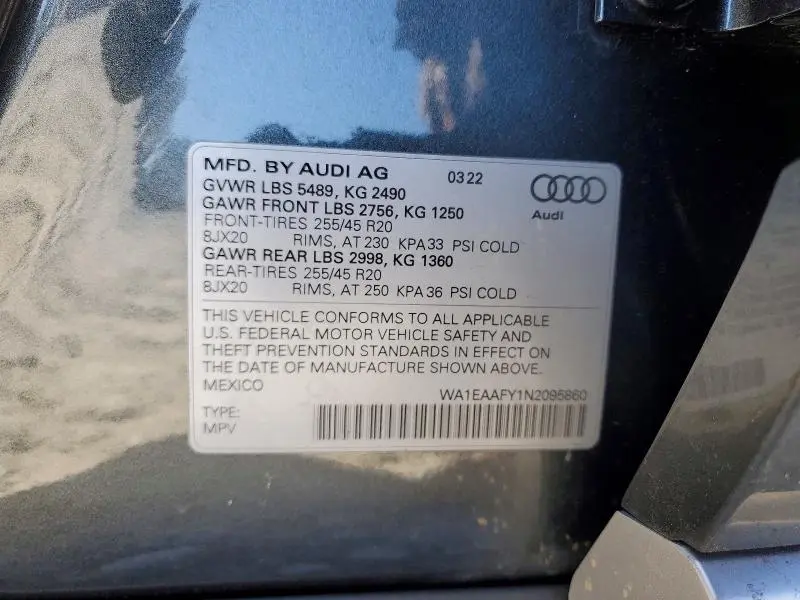 MFD. BY AUDI AG 0322
GVWR LBS 5489, KG 2490
GAWR FRONT LBS 2756, KG 1250
Audi
FRONT-TIRES 255/45 R20
8JX20 RIMS, AT 230 KPA33 PSI COLD
GAWR REAR LBS 2998, KG 1360
REAR-TIRES 255/45 R20
8JX20 RIMS, AT 250 KPA36 PSI COLD
THIS VEHICLE CONFORMS TO ALL APPLICABLE
U.S. FEDERAL MOTOR VEHICLE SAFETY AND
THEFT PREVENTION STANDARDS IN EFFECT ON
THE DATE OF MANUFACTURE SHOWN ABOVE.
MEXICO WA1EAAFY1N2095860
TYPE:
MPV